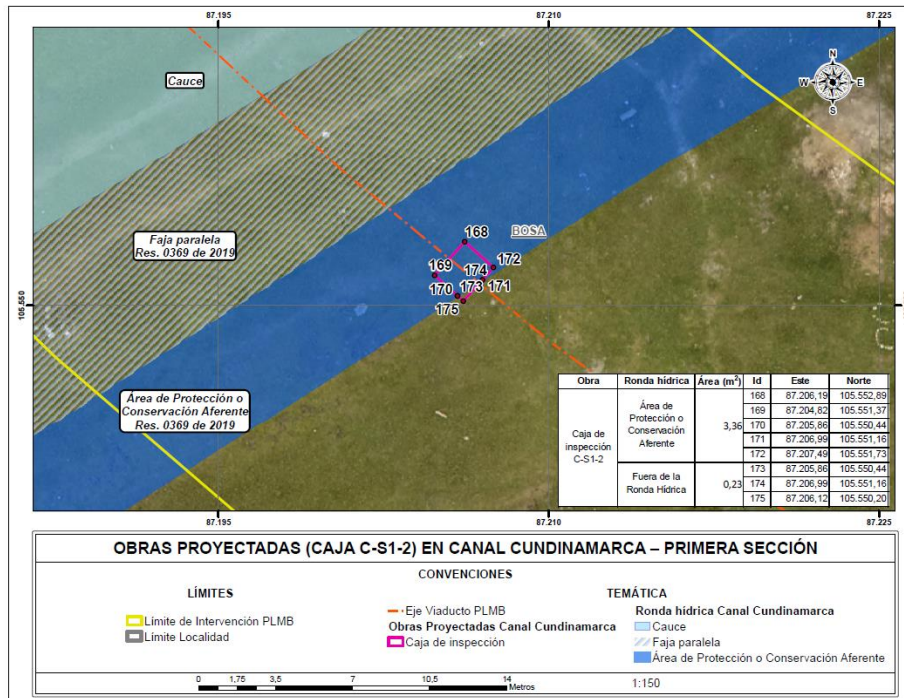 87.195 87.210 87.225
N
W E
S
Cauce
Faja paralela
Res. 0369 de 2019
BOSA
168
172
169
174
171
170
173
175
105.550 105.550
Área de Protección o
Conservación Aferente
Res. 0369 de 2019
Obra Ronda hídrica Área (m²) Id Este Norte
Caja de inspección C-S1-2 Área de Protección o Conservación Aferente 3,36 168 87.206,19 105.552,89
169 87.204,82 105.551,37
170 87.205,86 105.550,44
171 87.206,99 105.551,16
172 87.207,49 105.551,73
Fuera de la Ronda Hídrica 0,23 173 87.205,86 105.550,44
174 87.206,99 105.551,16
175 87.206,12 105.550,20
87.195 87.210 87.225
OBRAS PROYECTADAS (CAJA C-S1-2) EN CANAL CUNDINAMARCA – PRIMERA SECCIÓN
CONVENCIONES
LÍMITES
Límite de Intervención PLMB
Límite Localidad
TEMÁTICA
Eje Viaducto PLMB
Obras Proyectadas Canal Cundinamarca
Caja de inspección
Ronda hídrica Canal Cundinamarca
Cauce
Faja paralela
Área de Protección o Conservación Aferente
0 1,75 3,5 7 10,5 14
Metros
1:150